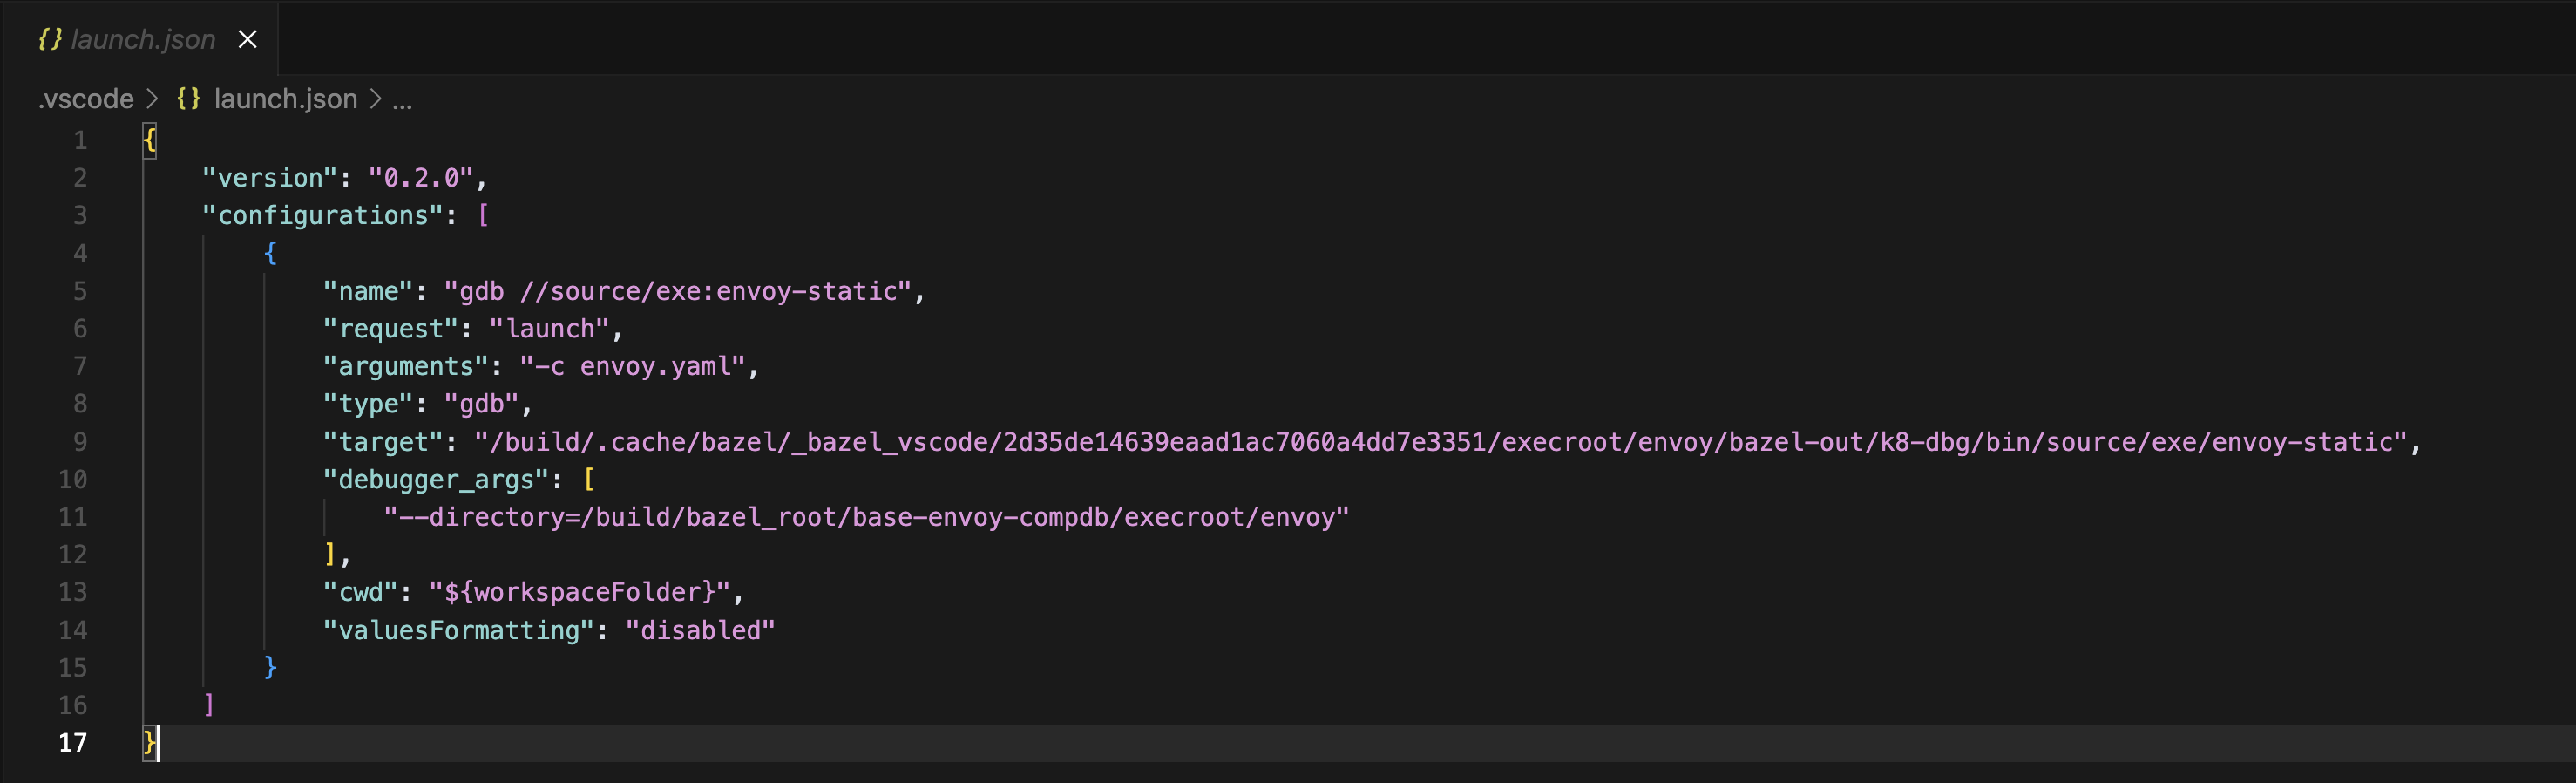 {} launch.json ×
.vscode > {} launch.json > ...
1 {
2 "version": "0.2.0",
3 "configurations": [
4 {
5 "name": "gdb //source/exe:envoy-static",
6 "request": "launch",
7 "arguments": "-c envoy.yaml",
8 "type": "gdb",
9 "target": "/build/.cache/bazel/_bazel_vscode/2d35de14639eaad1ac7060a4dd7e3351/execroot/envoy/bazel-out/k8-dbg/bin/source/exe/envoy-static",
10 "debugger_args": [
11 "--directory=/build/bazel_root/base-envoy-compdb/execroot/envoy"
12 ],
13 "cwd": "${workspaceFolder}",
14 "valuesFormatting": "disabled"
15 }
16 ]
17 }